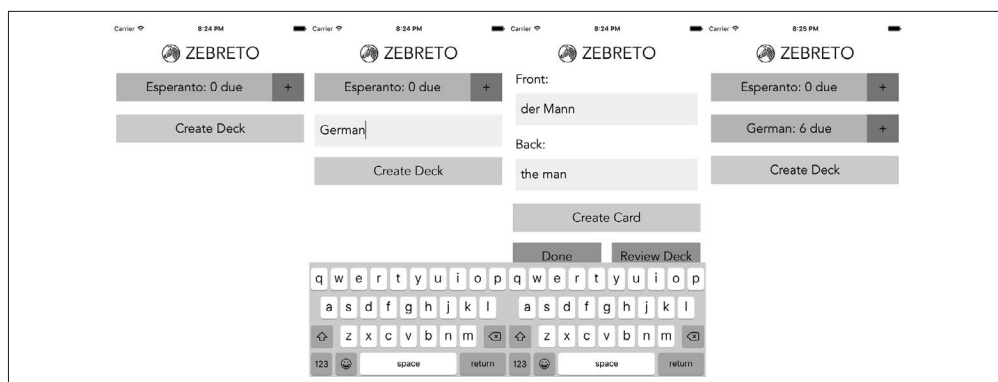 Carrier 8:24 PM
ZEBRETO
Esperanto: 0 due +
Create Deck
Carrier 8:24 PM
ZEBRETO
Esperanto: 0 due +
German
Create Deck
q w e r t y u i o p
a s d f g h j k l
z x c v b n m
123 space return
Carrier 8:24 PM
ZEBRETO
Front:
der Mann
Back:
the man
Create Card
Done Review Deck
q w e r t y u i o p
a s d f g h j k l
z x c v b n m
123 space return
Carrier 8:25 PM
ZEBRETO
Esperanto: 0 due +
German: 6 due +
Create Deck